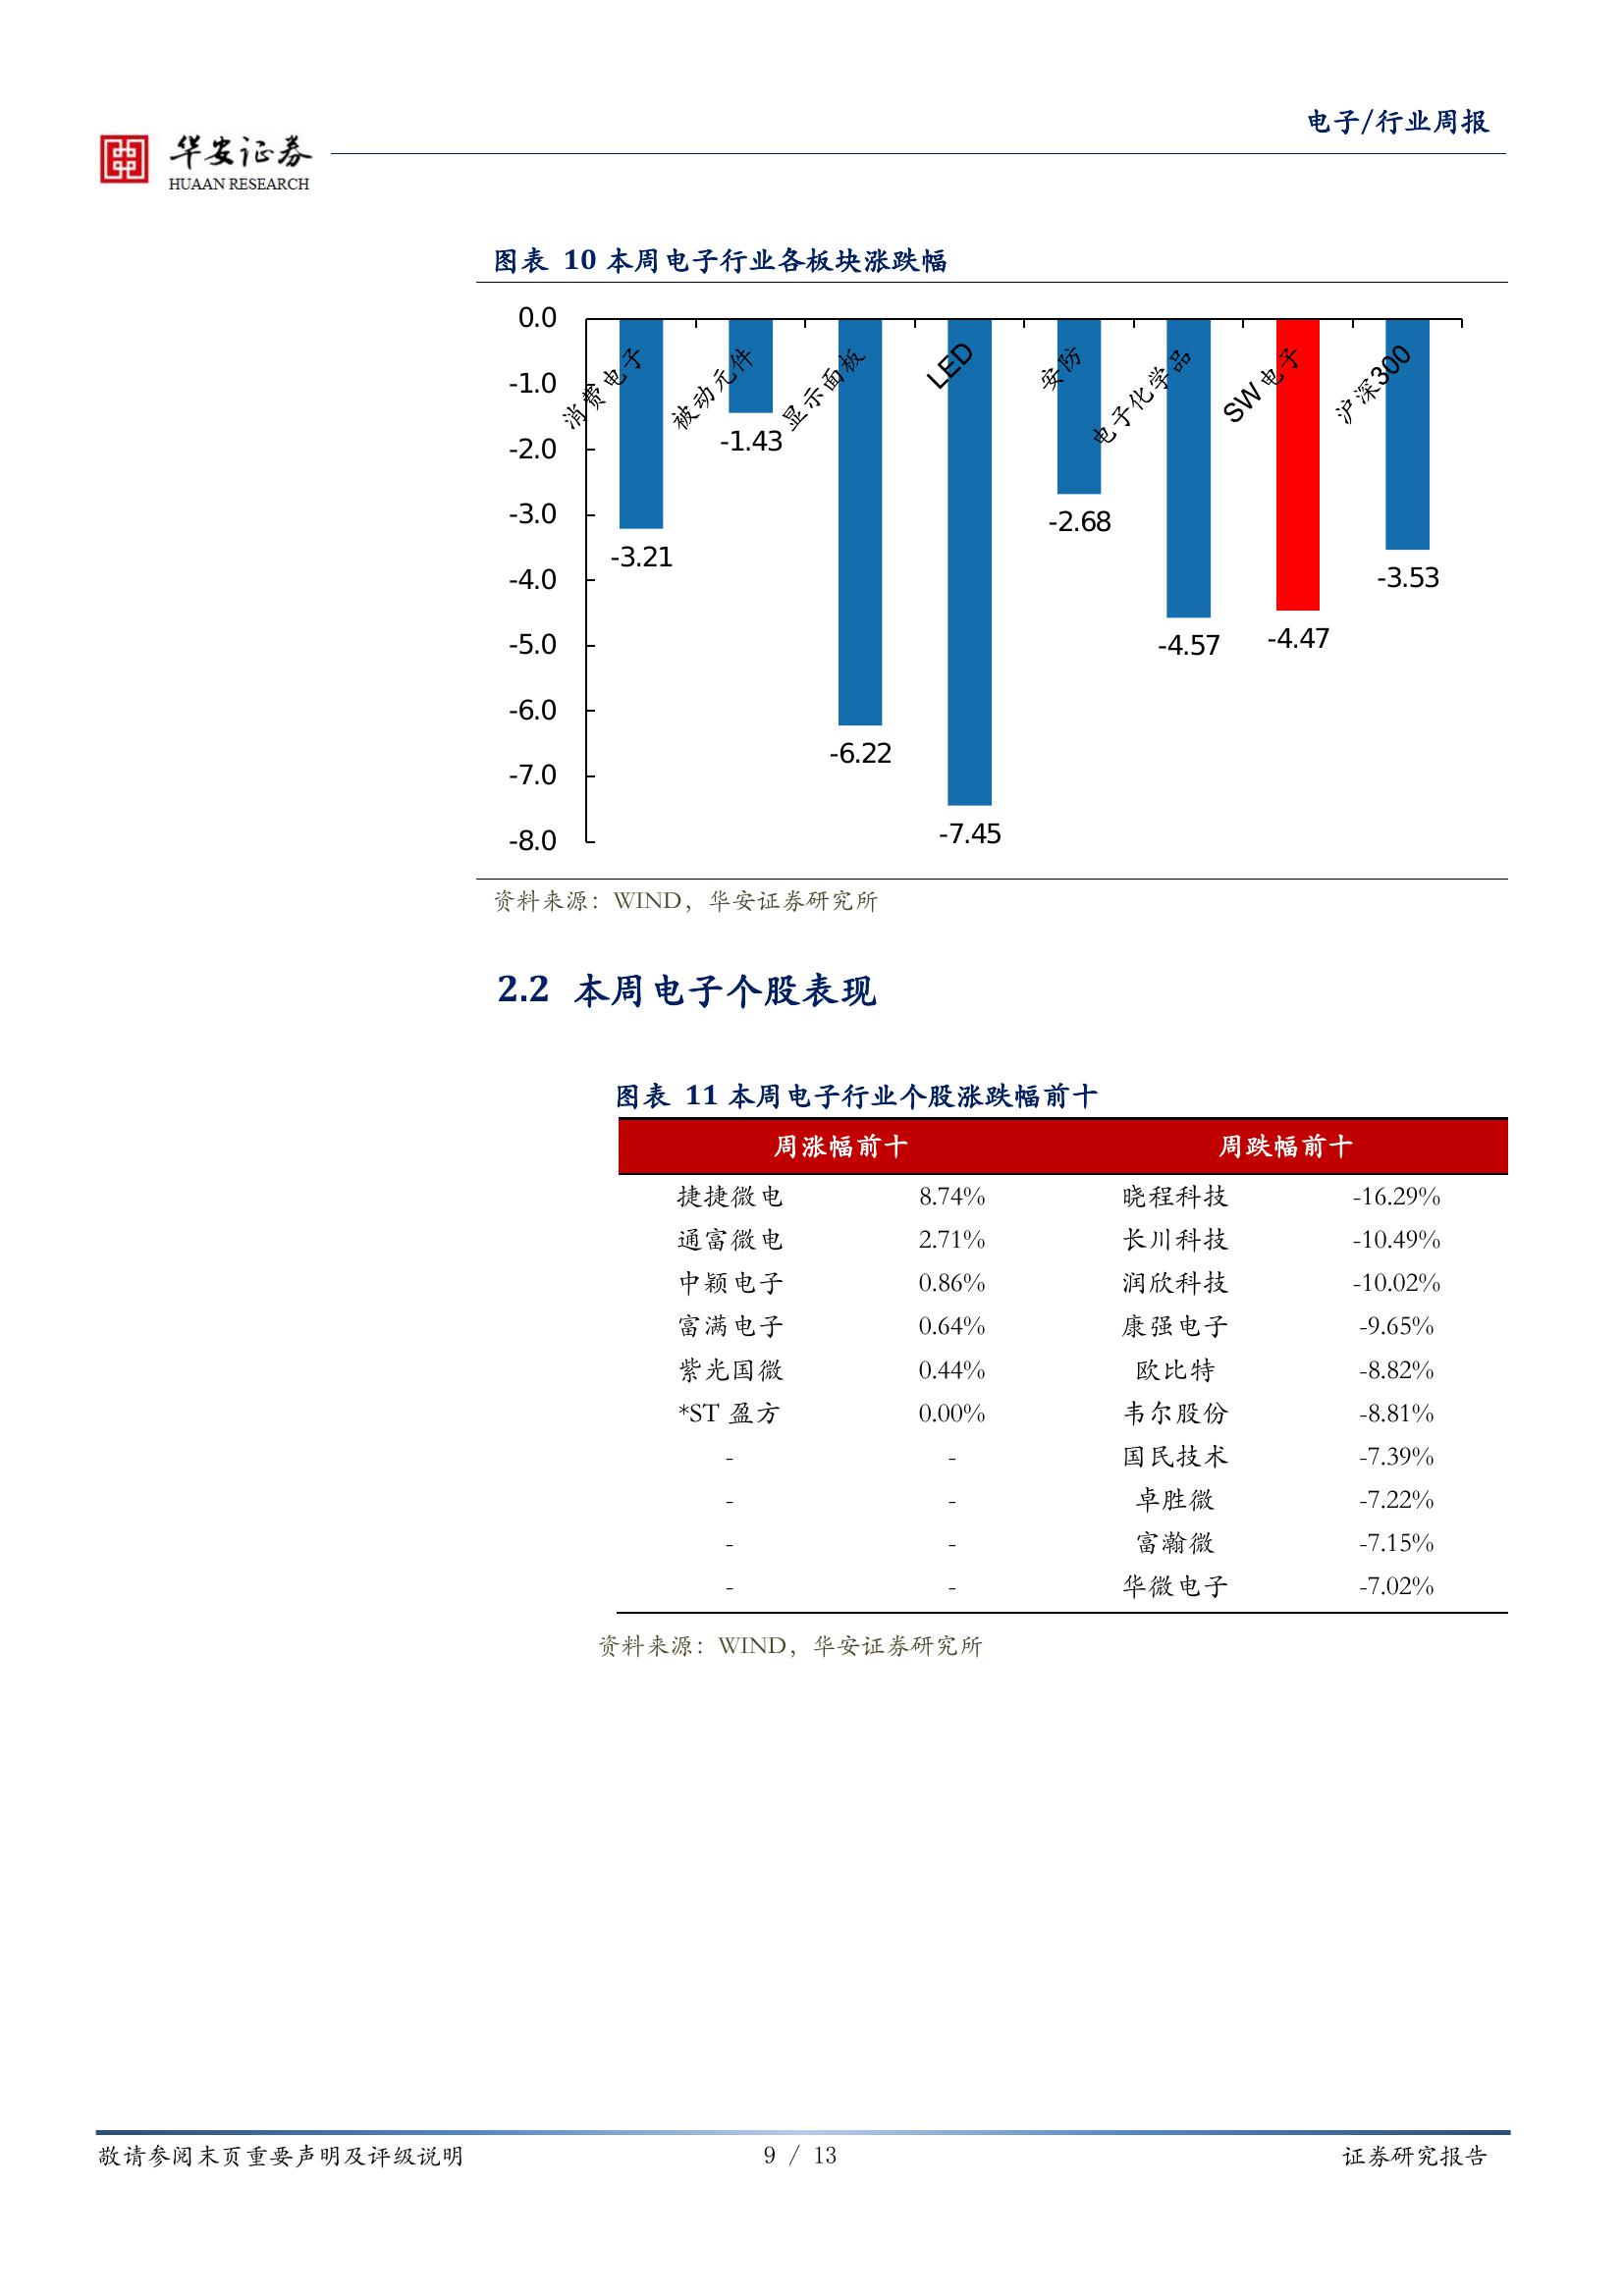 电子/行业周报
华安证券
HUAAN RESEARCH
图表 10 本周电子行业各板块涨跌幅
0.0
-1.0
-2.0
-3.0
-4.0
-5.0
-6.0
-7.0
-8.0
消费电子
被动元件
显示面板
LED
安防
电子化学品
SW电子
沪深300
-3.21
-1.43
-6.22
-7.45
-2.68
-4.57
-4.47
-3.53
资料来源：WIND，华安证券研究所
2.2 本周电子个股表现
图表 11 本周电子行业个股涨跌幅前十
周涨幅前十 周跌幅前十
捷捷微电 8.74% 晓程科技 -16.29%
通富微电 2.71% 长川科技 -10.49%
中颖电子 0.86% 润欣科技 -10.02%
富满电子 0.64% 康强电子 -9.65%
紫光国微 0.44% 欧比特 -8.82%
*ST 盈方 0.00% 韦尔股份 -8.81%
- - 国民技术 -7.39%
- - 卓胜微 -7.22%
- - 富瀚微 -7.15%
- - 华微电子 -7.02%
资料来源：WIND，华安证券研究所
敬请参阅末页重要声明及评级说明 9 / 13 证券研究报告